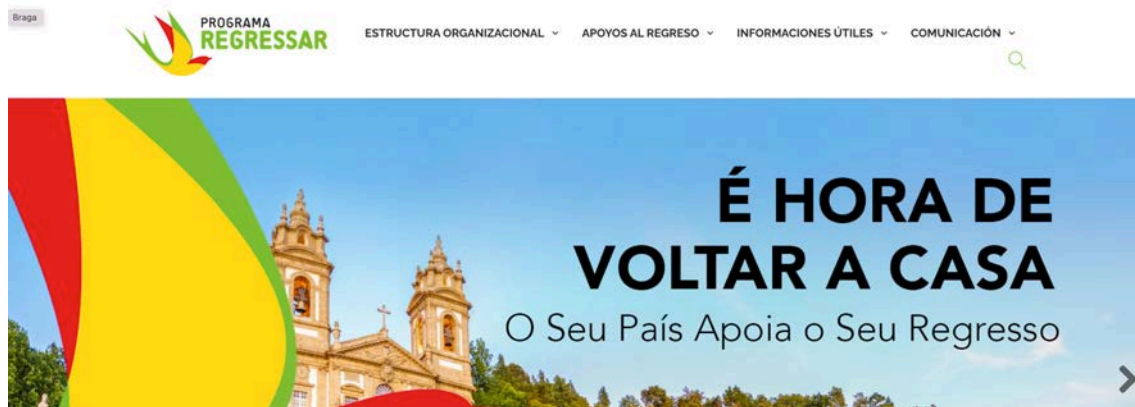 Braga
PROGRAMA
REGRESSAR
ESTRUCTURA ORGANIZACIONAL
APOYOS AL REGRESO
INFORMACIONES ÚTILES
COMUNICACIÓN
É HORA DE
VOLTAR A CASA
O Seu País Apoia o Seu Regresso